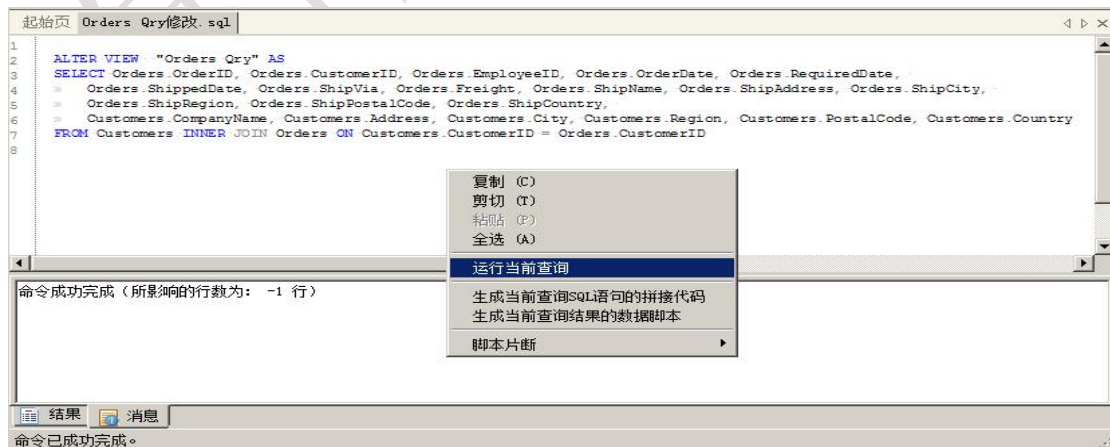 起始页 Orders Qry修改.sql
1
2 ALTER VIEW "Orders Qry" AS
3 SELECT Orders.OrderID, Orders.CustomerID, Orders.EmployeeID, Orders.OrderDate, Orders.RequiredDate,
4 Orders.ShippedDate, Orders.ShipVia, Orders.Freight, Orders.ShipName, Orders.ShipAddress, Orders.ShipCity,
5 Orders.ShipRegion, Orders.ShipPostalCode, Orders.ShipCountry,
6 Customers.CompanyName, Customers.Address, Customers.City, Customers.Region, Customers.PostalCode, Customers.Country
7 FROM Customers INNER JOIN Orders ON Customers.CustomerID = Orders.CustomerID
8
复制 (C)
剪切 (T)
粘贴 (P)
全选 (A)
运行当前查询
生成当前查询SQL语句的拼接代码
生成当前查询结果的数据脚本
脚本片断
命令成功完成(所影响的行数为: -1 行)
结果 消息
命令已成功完成。